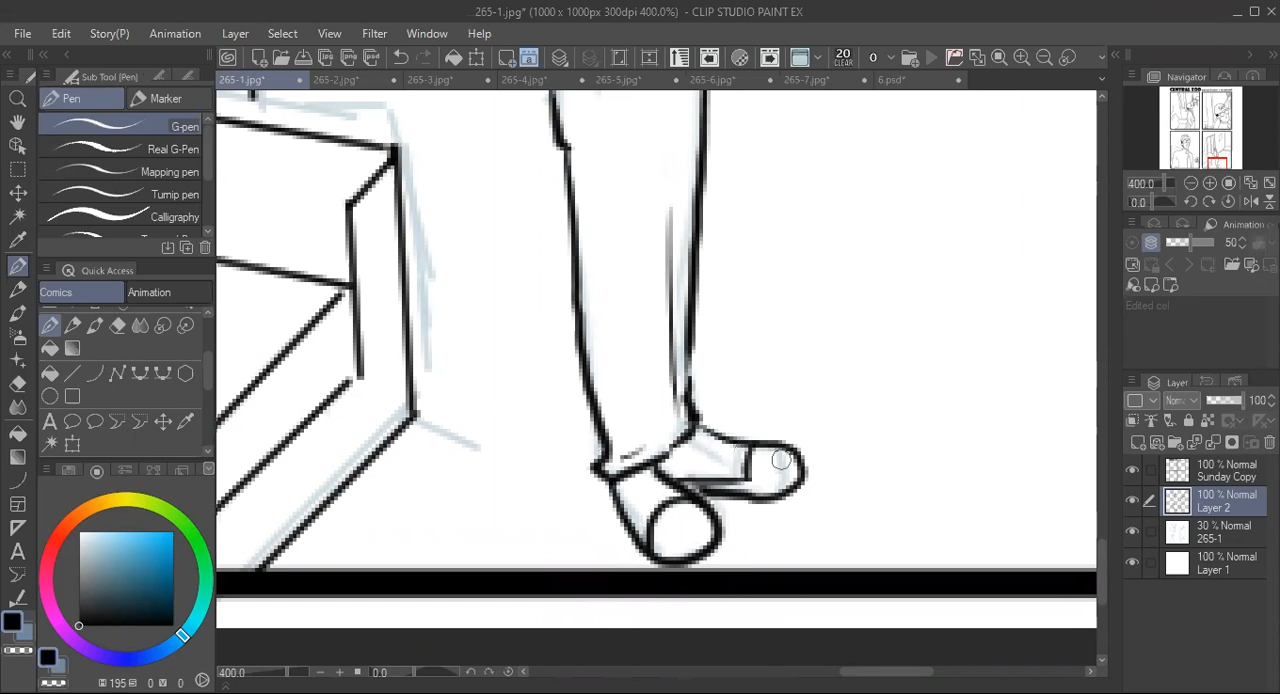 ...265-1.jpg* (1000 x 1000px 300dpi 400.0%) - CLIP STUDIO PAINT EX
File Edit Story(P) Animation Layer Select View Filter Window Help
20 CLEAR 0
Sub Tool [Pen]
265-1.jpg* 265-2.jpg* 265-3.jpg* 265-4.jpg* 265-5.jpg* 265-6.jpg* 265-7.jpg* 6.psd*
Navigator
Pen Marker
G-pen
Real G-Pen
Mapping pen
Turnip pen
Calligraphy
CENTRAL TOO
400.0
0.0
Animation
50
Quick Access
Comics Animation
Edited cel
Layer
Norm 100
100 % Normal
Sunday Copy
100 % Normal
Layer 2
30 % Normal
265-1
100 % Normal
Layer 1
400.0 0.0
H 195 S 0 V 0